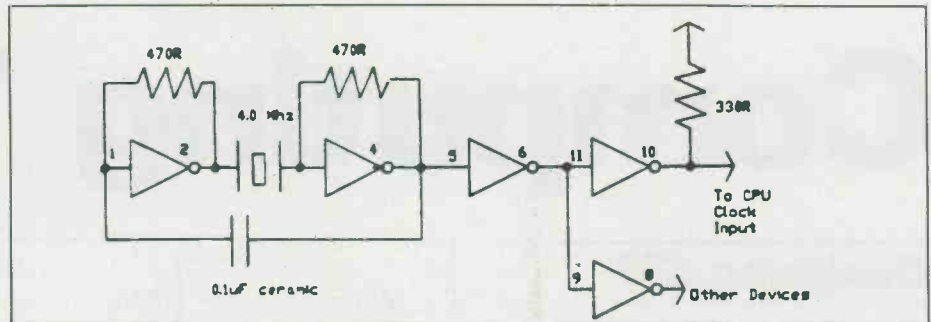 470R
470R
4.0 Mhz
330R
1
2
4
5
6
11
10
To CPU
Clock
Input
0.1uF ceramic
9
8
Other Devices